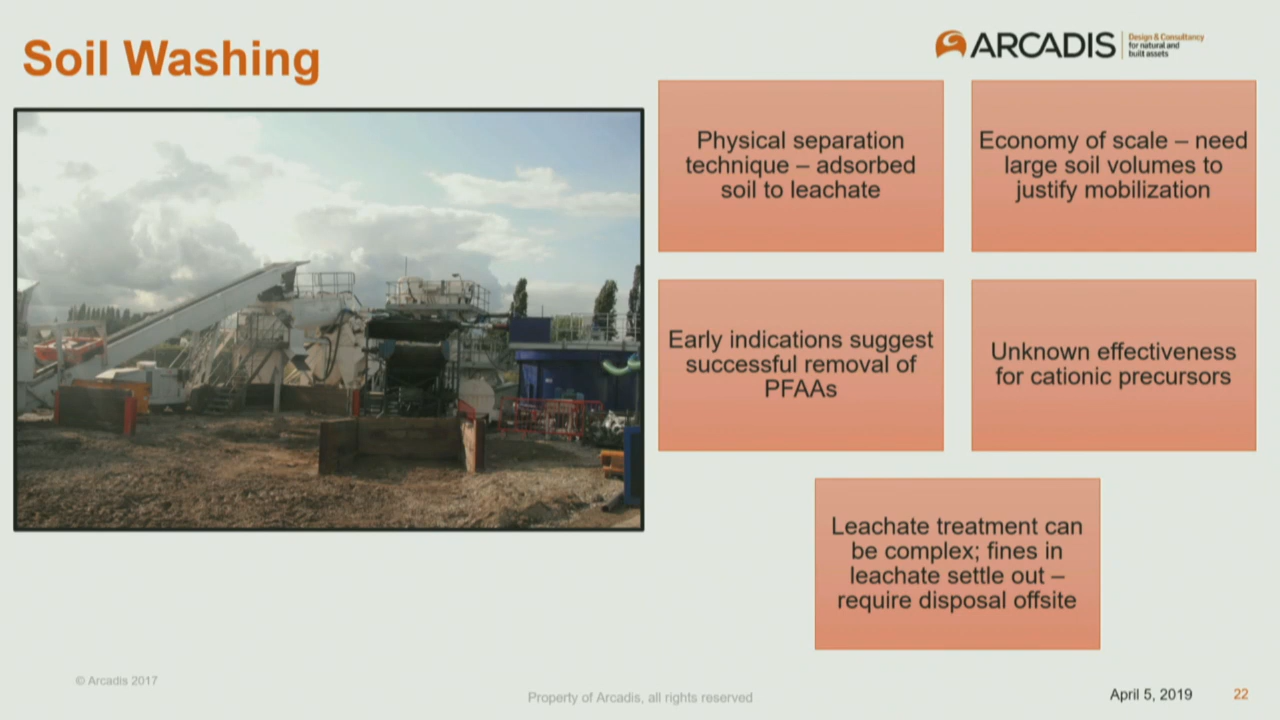 Soil Washing
ARCADIS
Design & Consultancy
for natural and
built assets
Physical separation
technique – adsorbed
soil to leachate
Economy of scale – need
large soil volumes to
justify mobilization
Early indications suggest
successful removal of
PFAAs
Unknown effectiveness
for cationic precursors
Leachate treatment can
be complex; fines in
leachate settle out –
require disposal offsite
© Arcadis 2017
Property of Arcadis, all rights reserved
April 5, 2019
22